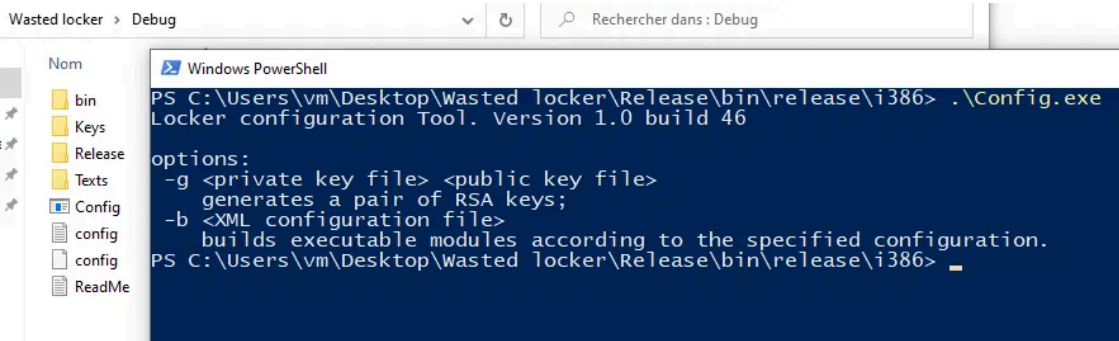 Wasted locker > Debug
Rechercher dans : Debug
Nom
bin
Keys
Release
Texts
Config
config
config
ReadMe
Windows PowerShell
PS C:\Users\vm\Desktop\Wasted locker\Release\bin\release\i386> .\Config.exe
Locker configuration Tool. Version 1.0 build 46
options:
-g <private key file> <public key file>
generates a pair of RSA keys;
-b <XML configuration file>
builds executable modules according to the specified configuration.
PS C:\Users\vm\Desktop\Wasted locker\Release\bin\release\i386> _